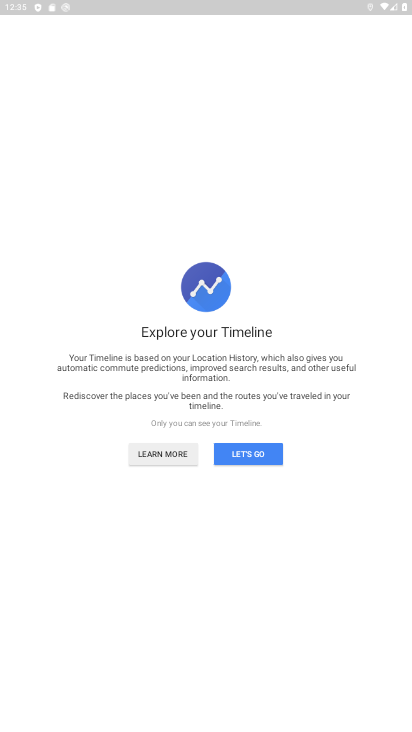 12:35
Explore your Timeline
Your Timeline is based on your Location History, which also gives you
automatic commute predictions, improved search results, and other useful
information.
Rediscover the places you've been and the routes you've traveled in your
timeline.
Only you can see your Timeline.
LEARN MORE
LET'S GO